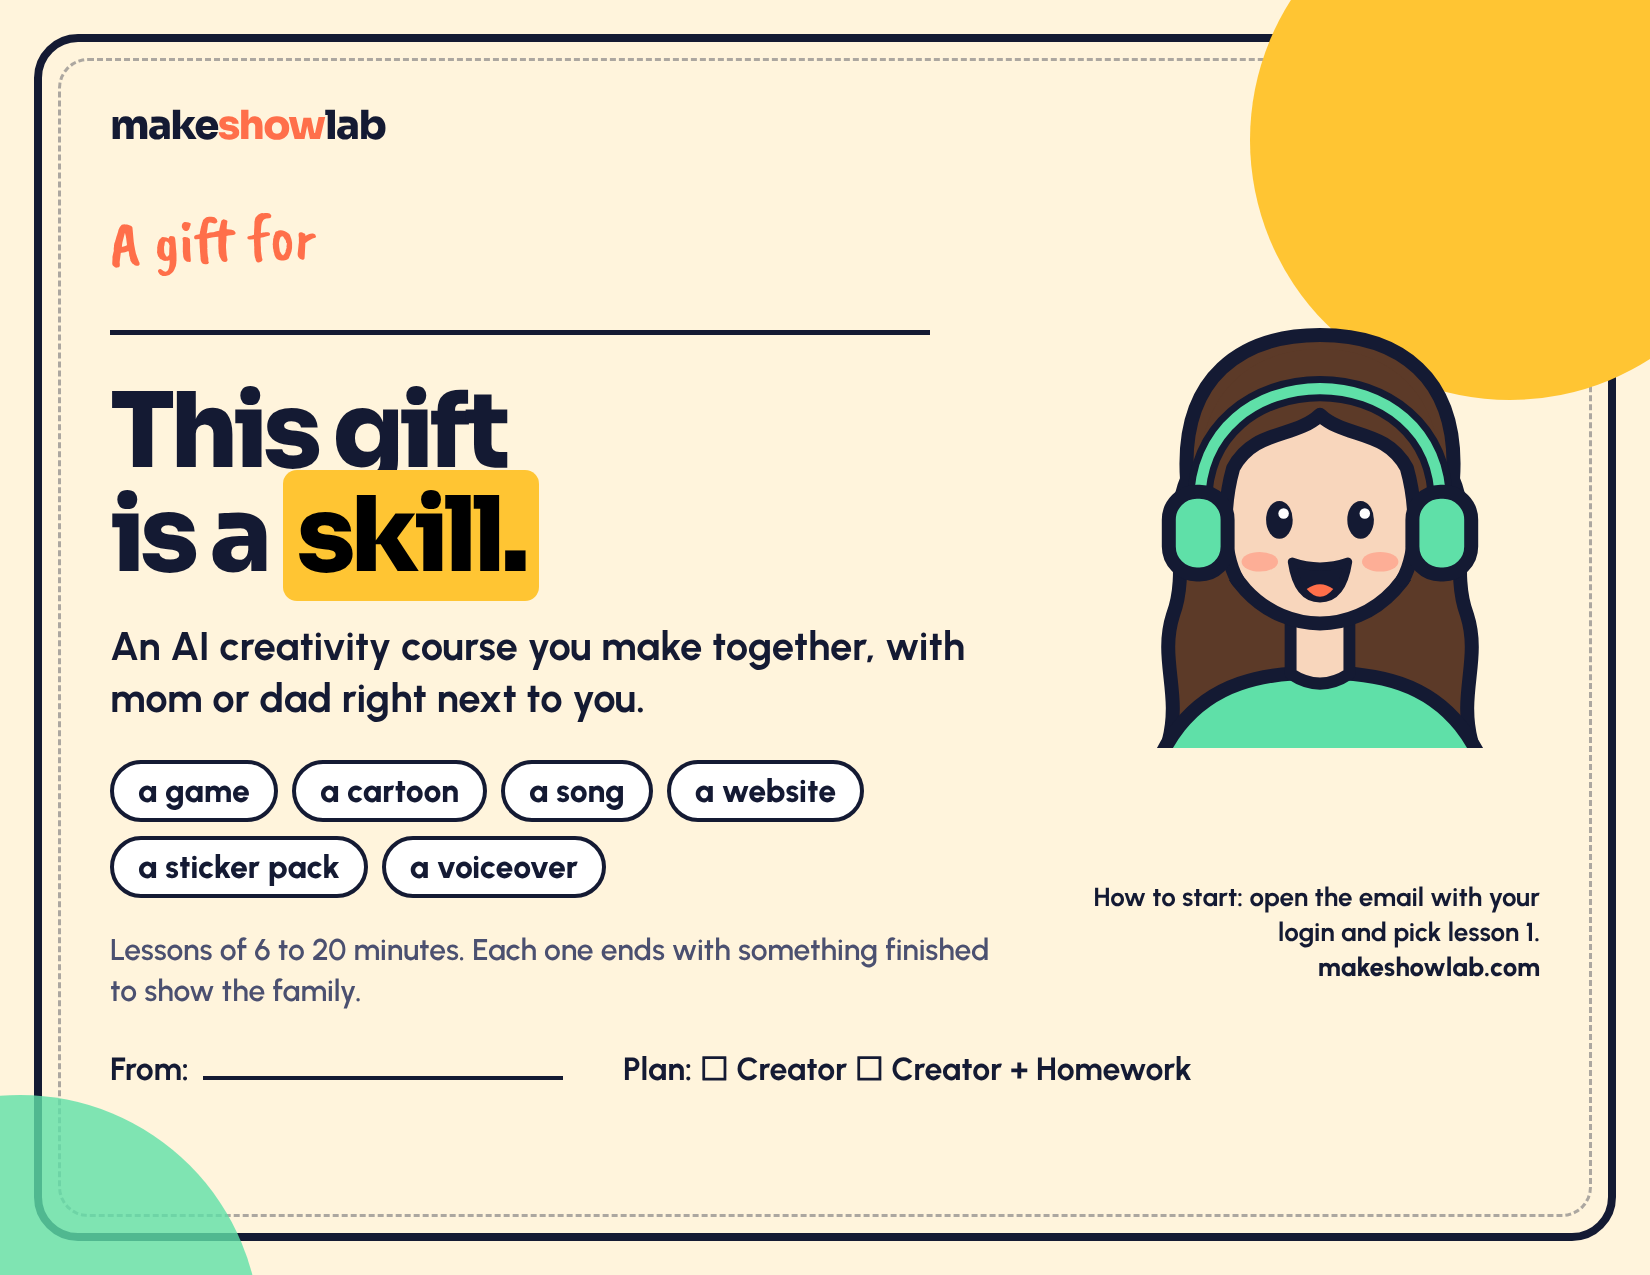 makeshowlab
A gift for
This gift
is a skill.
An AI creativity course you make together, with
mom or dad right next to you.
a game
a cartoon
a song
a website
a sticker pack
a voiceover
Lessons of 6 to 20 minutes. Each one ends with something finished
to show the family.
How to start: open the email with your
login and pick lesson 1.
makeshowlab.com
From:
Plan: ☐ Creator ☐ Creator + Homework